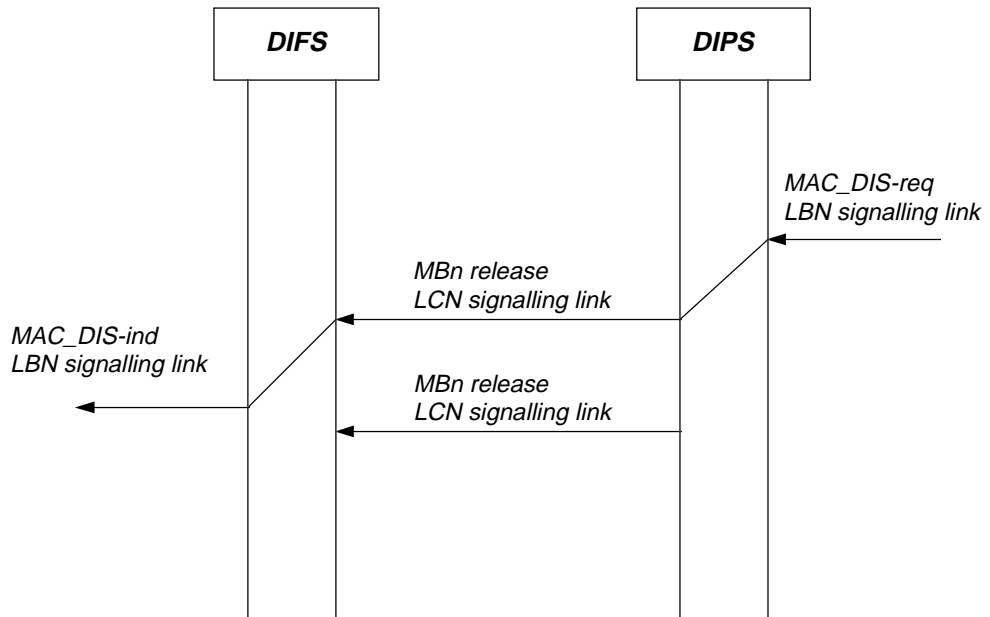 DIFS
DIPS
MAC_DIS-req
LBN signalling link
MBn release
LCN signalling link
MAC_DIS-ind
LBN signalling link
MBn release
LCN signalling link